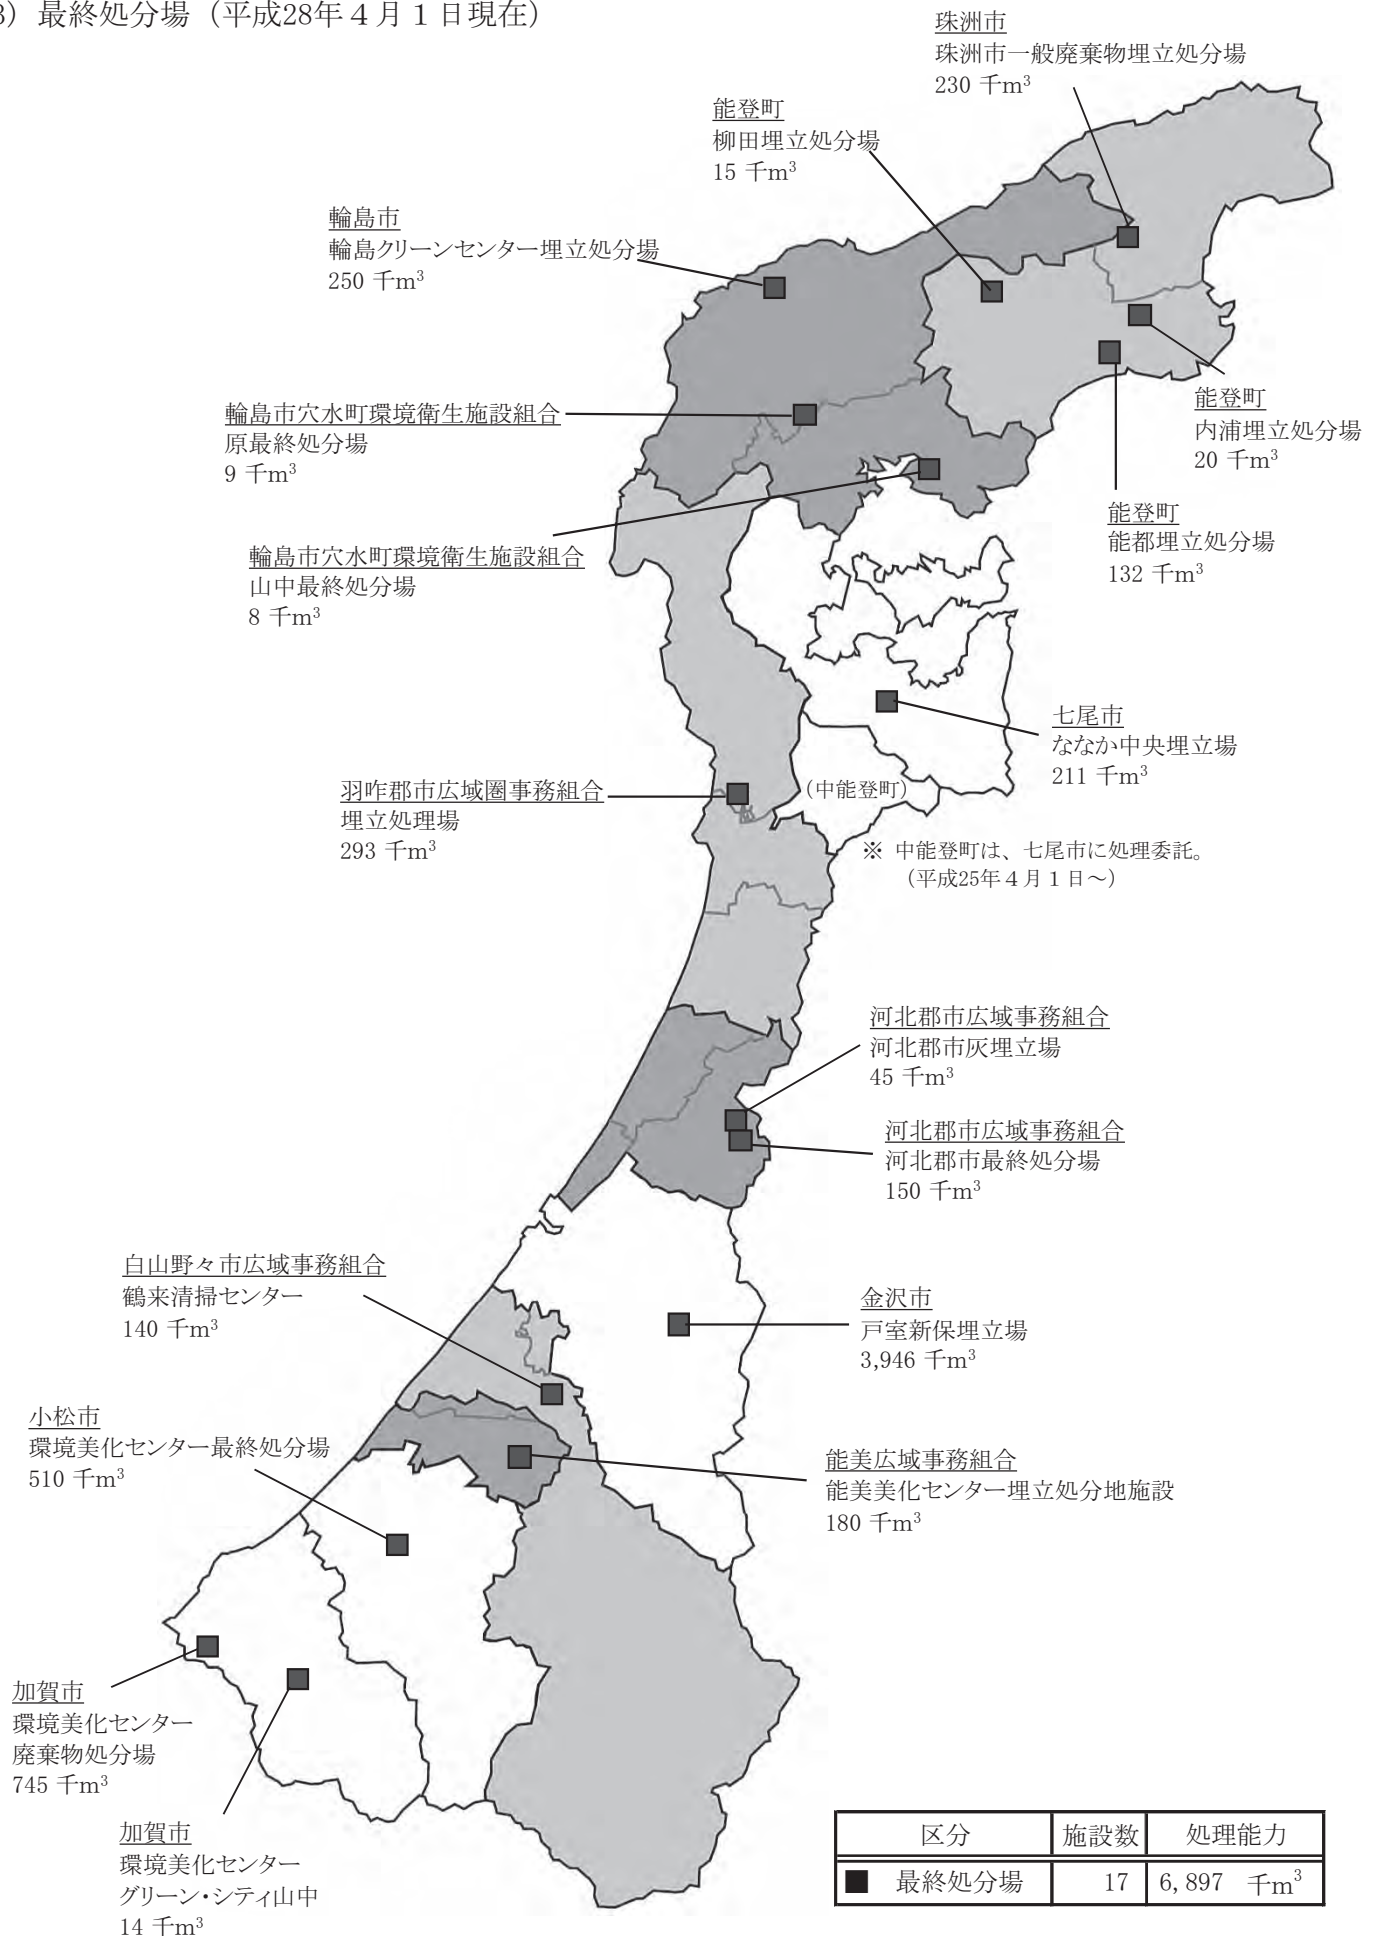 3）最終処分場（平成28年４月１日現在）
珠洲市
珠洲市一般廃棄物埋立処分場
230 千m³
能登町
柳田埋立処分場
15 千m³
輪島市
輪島クリーンセンター埋立処分場
250 千m³
輪島市穴水町環境衛生施設組合
原最終処分場
9 千m³
能登町
内浦埋立処分場
20 千m³
能登町
能都埋立処分場
132 千m³
輪島市穴水町環境衛生施設組合
山中最終処分場
8 千m³
七尾市
ななか中央埋立場
211 千m³
羽咋郡市広域圏事務組合
埋立処理場
293 千m³
（中能登町）
※ 中能登町は、七尾市に処理委託。
（平成25年４月１日～）
河北郡市広域事務組合
河北郡市灰埋立場
45 千m³
河北郡市広域事務組合
河北郡市最終処分場
150 千m³
白山野々市広域事務組合
鶴来清掃センター
140 千m³
金沢市
戸室新保埋立場
3,946 千m³
小松市
環境美化センター最終処分場
510 千m³
能美広域事務組合
能美美化センター埋立処分地施設
180 千m³
加賀市
環境美化センター
廃棄物処分場
745 千m³
加賀市
環境美化センター
グリーン・シティ山中
14 千m³
区分 施設数 処理能力
■ 最終処分場 17 6,897 千m³